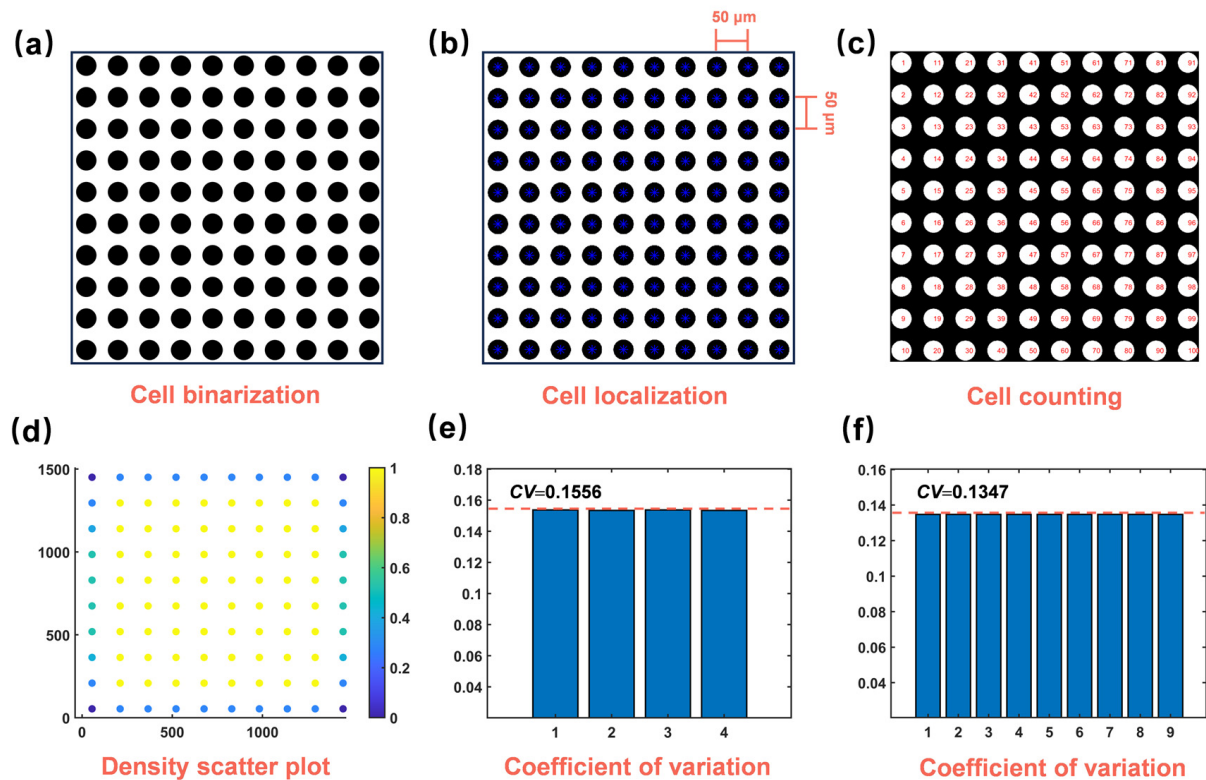 (a)
(b)
50 µm
50 µm
(c)
1 11 21 31 41 51 61 71 81 91
2 12 22 32 42 52 62 72 82 92
3 13 23 33 43 53 63 73 83 93
4 14 24 34 44 54 64 74 84 94
5 15 25 35 45 55 65 75 85 95
6 16 26 36 46 56 66 76 86 96
7 17 27 37 47 57 67 77 87 97
8 18 28 38 48 58 68 78 88 98
9 19 29 39 49 59 69 79 89 99
10 20 30 40 50 60 70 80 90 100
Cell binarization
Cell localization
Cell counting
(d)
1500
1000
500
0
0 500 1000
1
0.8
0.6
0.4
0.2
0
Density scatter plot
(e)
0.18
0.16
0.14
0.12
0.1
0.08
0.06
0.04
CV=0.1556
1 2 3 4
Coefficient of variation
(f)
0.16
0.14
0.12
0.1
0.08
0.06
0.04
CV=0.1347
1 2 3 4 5 6 7 8 9
Coefficient of variation